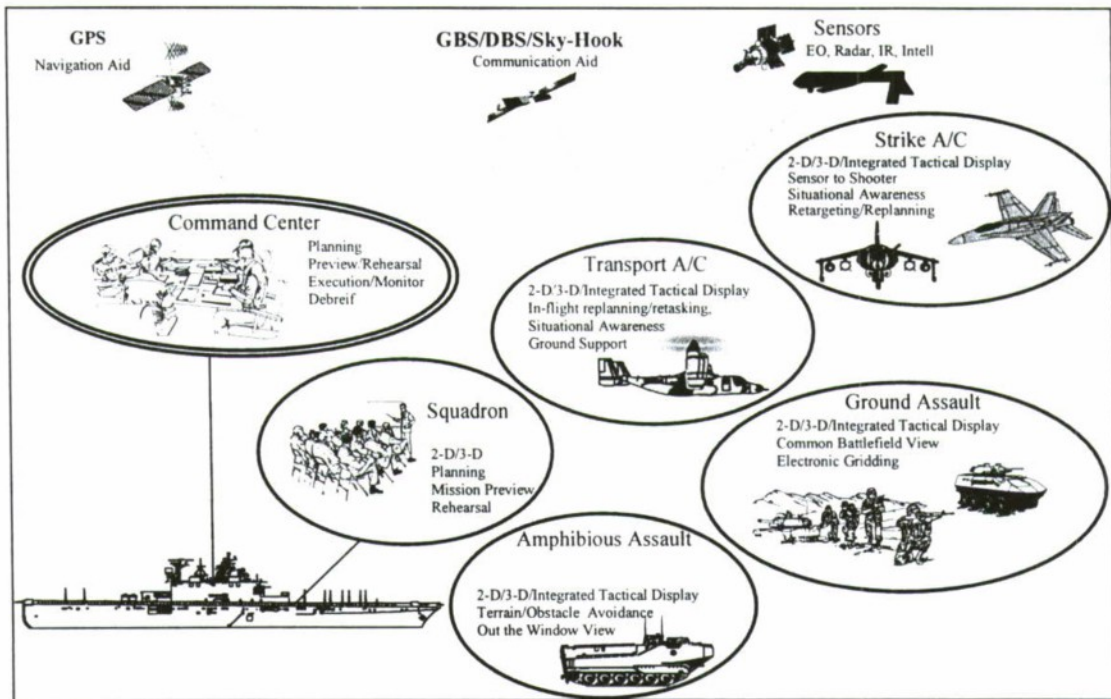 GPS
Navigation Aid
GBS/DBS/Sky-Hook
Communication Aid
Sensors
EO, Radar, IR, Intell
Strike A/C
2-D/3-D/Integrated Tactical Display
Sensor to Shooter
Situational Awareness
Retargeting/Replanning
Command Center
Planning
Preview/Rehearsal
Execution/Monitor
Debreif
Transport A/C
2-D/3-D/Integrated Tactical Display
In-flight replanning/retasking,
Situational Awareness
Ground Support
Squadron
2-D/3-D
Planning
Mission Preview
Rehearsal
Ground Assault
2-D/3-D/Integrated Tactical Display
Common Battlefield View
Electronic Gridding
Amphibious Assault
2-D/3-D/Integrated Tactical Display
Terrain/Obstacle Avoidance
Out the Window View